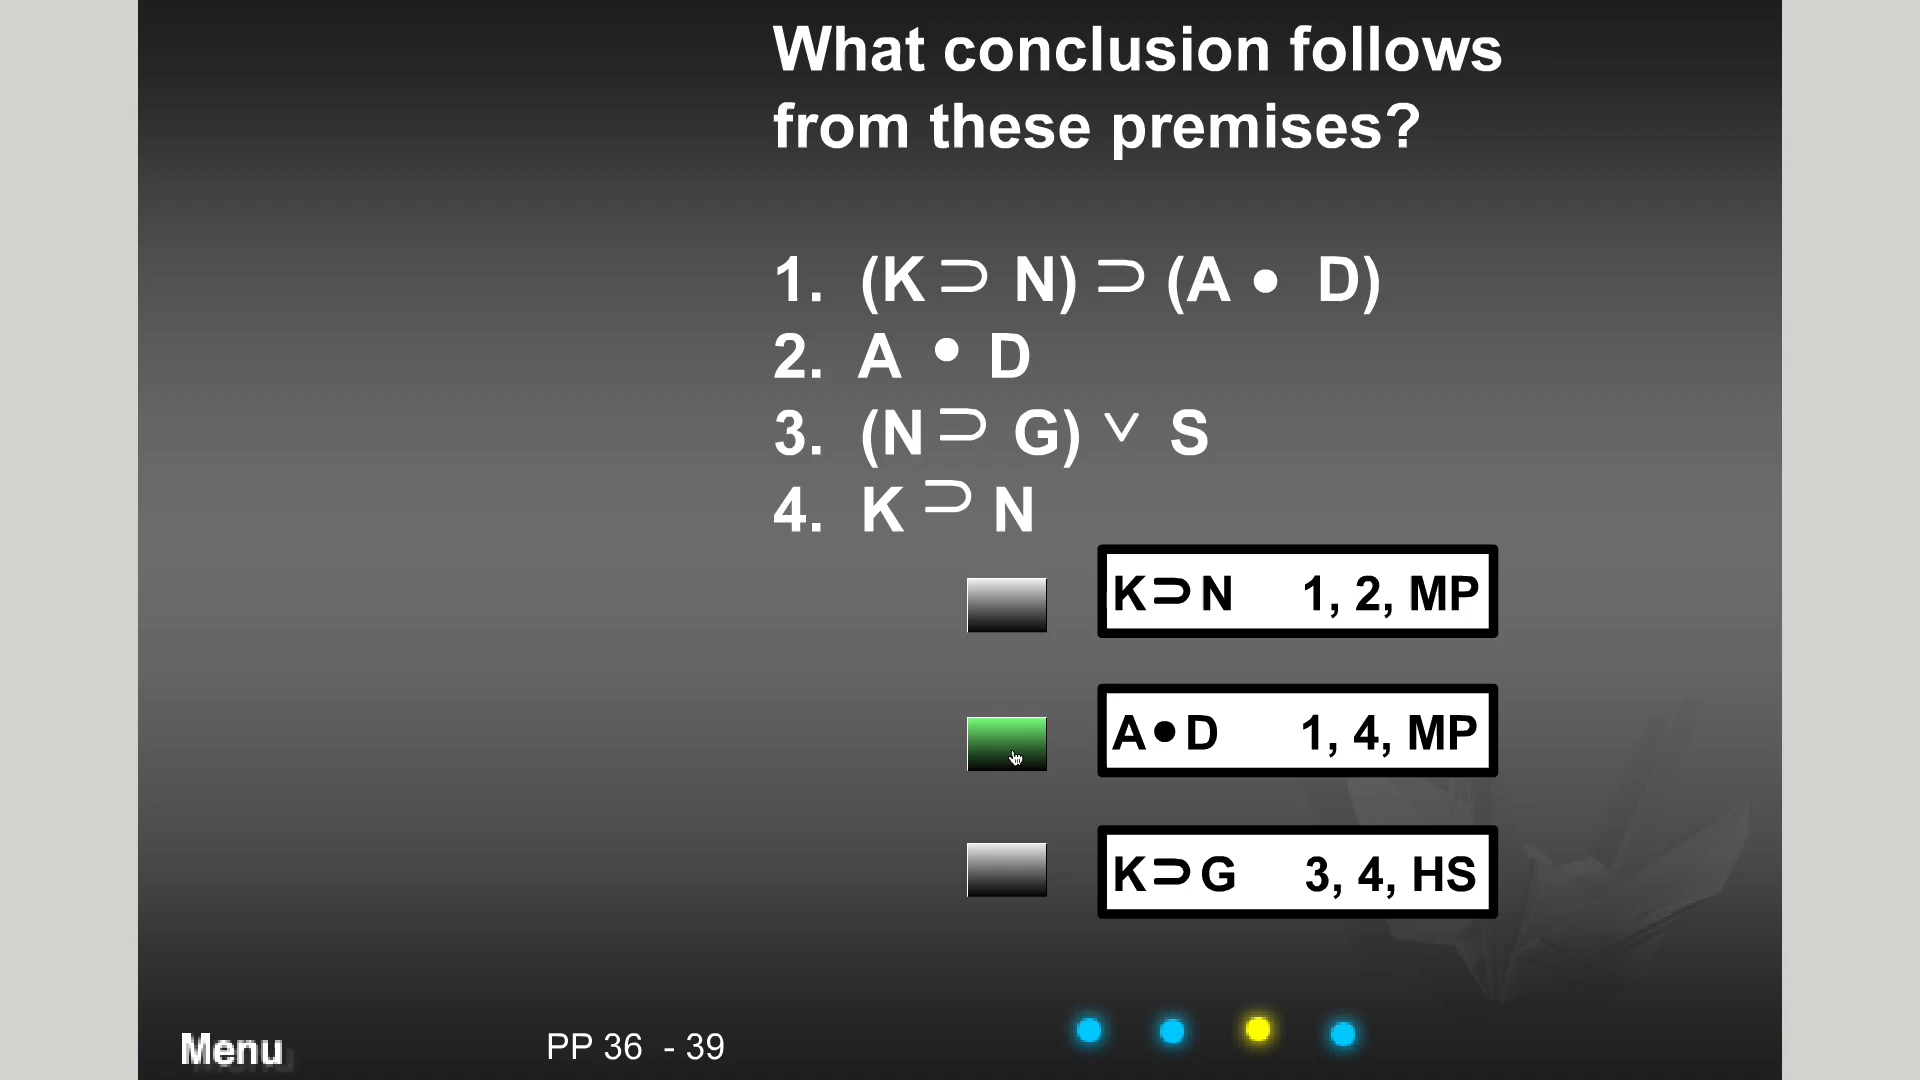 What conclusion follows
from these premises?
1. (K ⊃ N) ⊃ (A • D)
2. A • D
3. (N ⊃ G) ∨ S
4. K ⊃ N
K ⊃ N 1, 2, MP
A • D 1, 4, MP
K ⊃ G 3, 4, HS
Menu PP 36 - 39